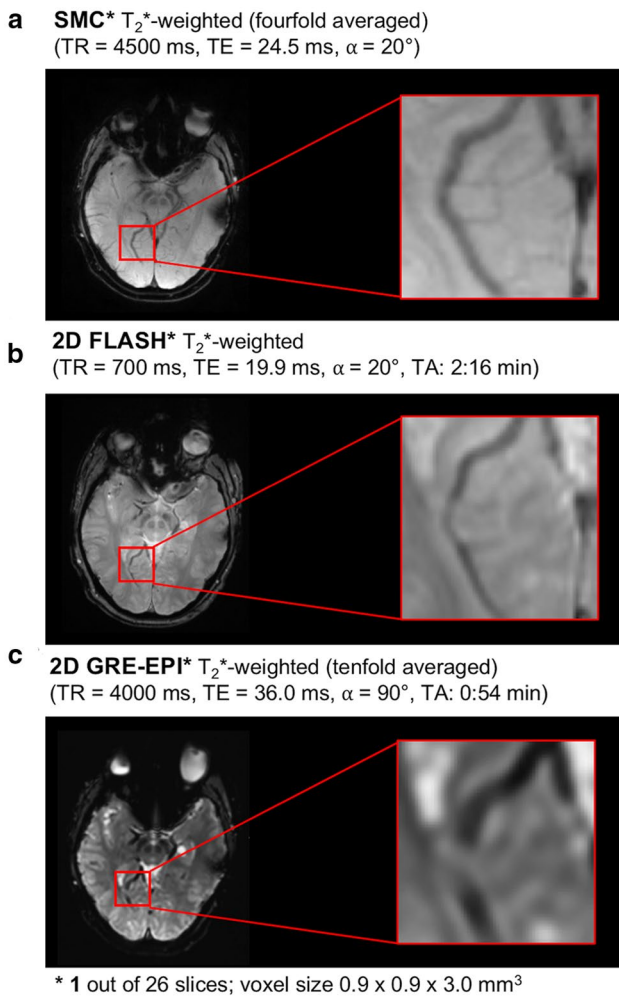 a SMC* T₂*-weighted (fourfold averaged)
(TR = 4500 ms, TE = 24.5 ms, α = 20°)
b 2D FLASH* T₂*-weighted
(TR = 700 ms, TE = 19.9 ms, α = 20°, TA: 2:16 min)
c 2D GRE-EPI* T₂*-weighted (tenfold averaged)
(TR = 4000 ms, TE = 36.0 ms, α = 90°, TA: 0:54 min)
* 1 out of 26 slices; voxel size 0.9 x 0.9 x 3.0 mm³